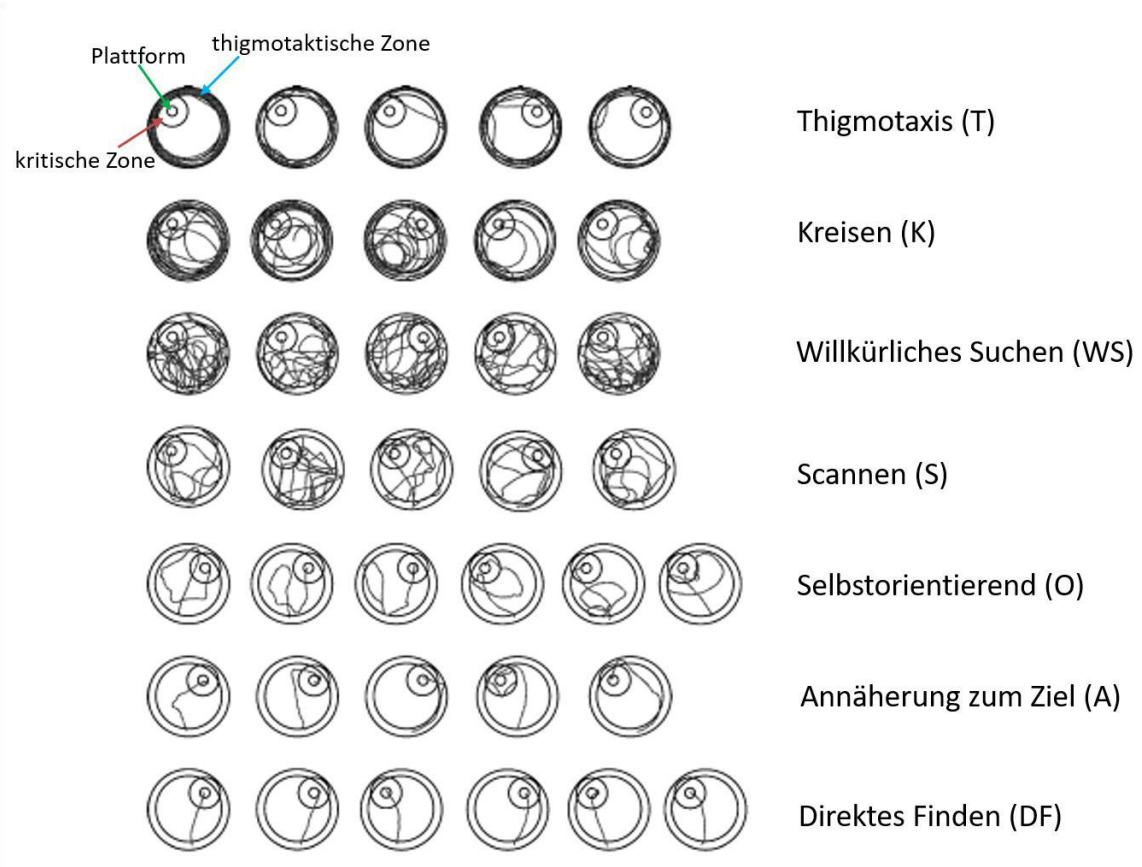 thigmotaktische Zone
Plattform
kritische Zone
Thigmotaxis (T)
Kreisen (K)
Willkürliches Suchen (WS)
Scannen (S)
Selbstorientierend (O)
Annäherung zum Ziel (A)
Direktes Finden (DF)